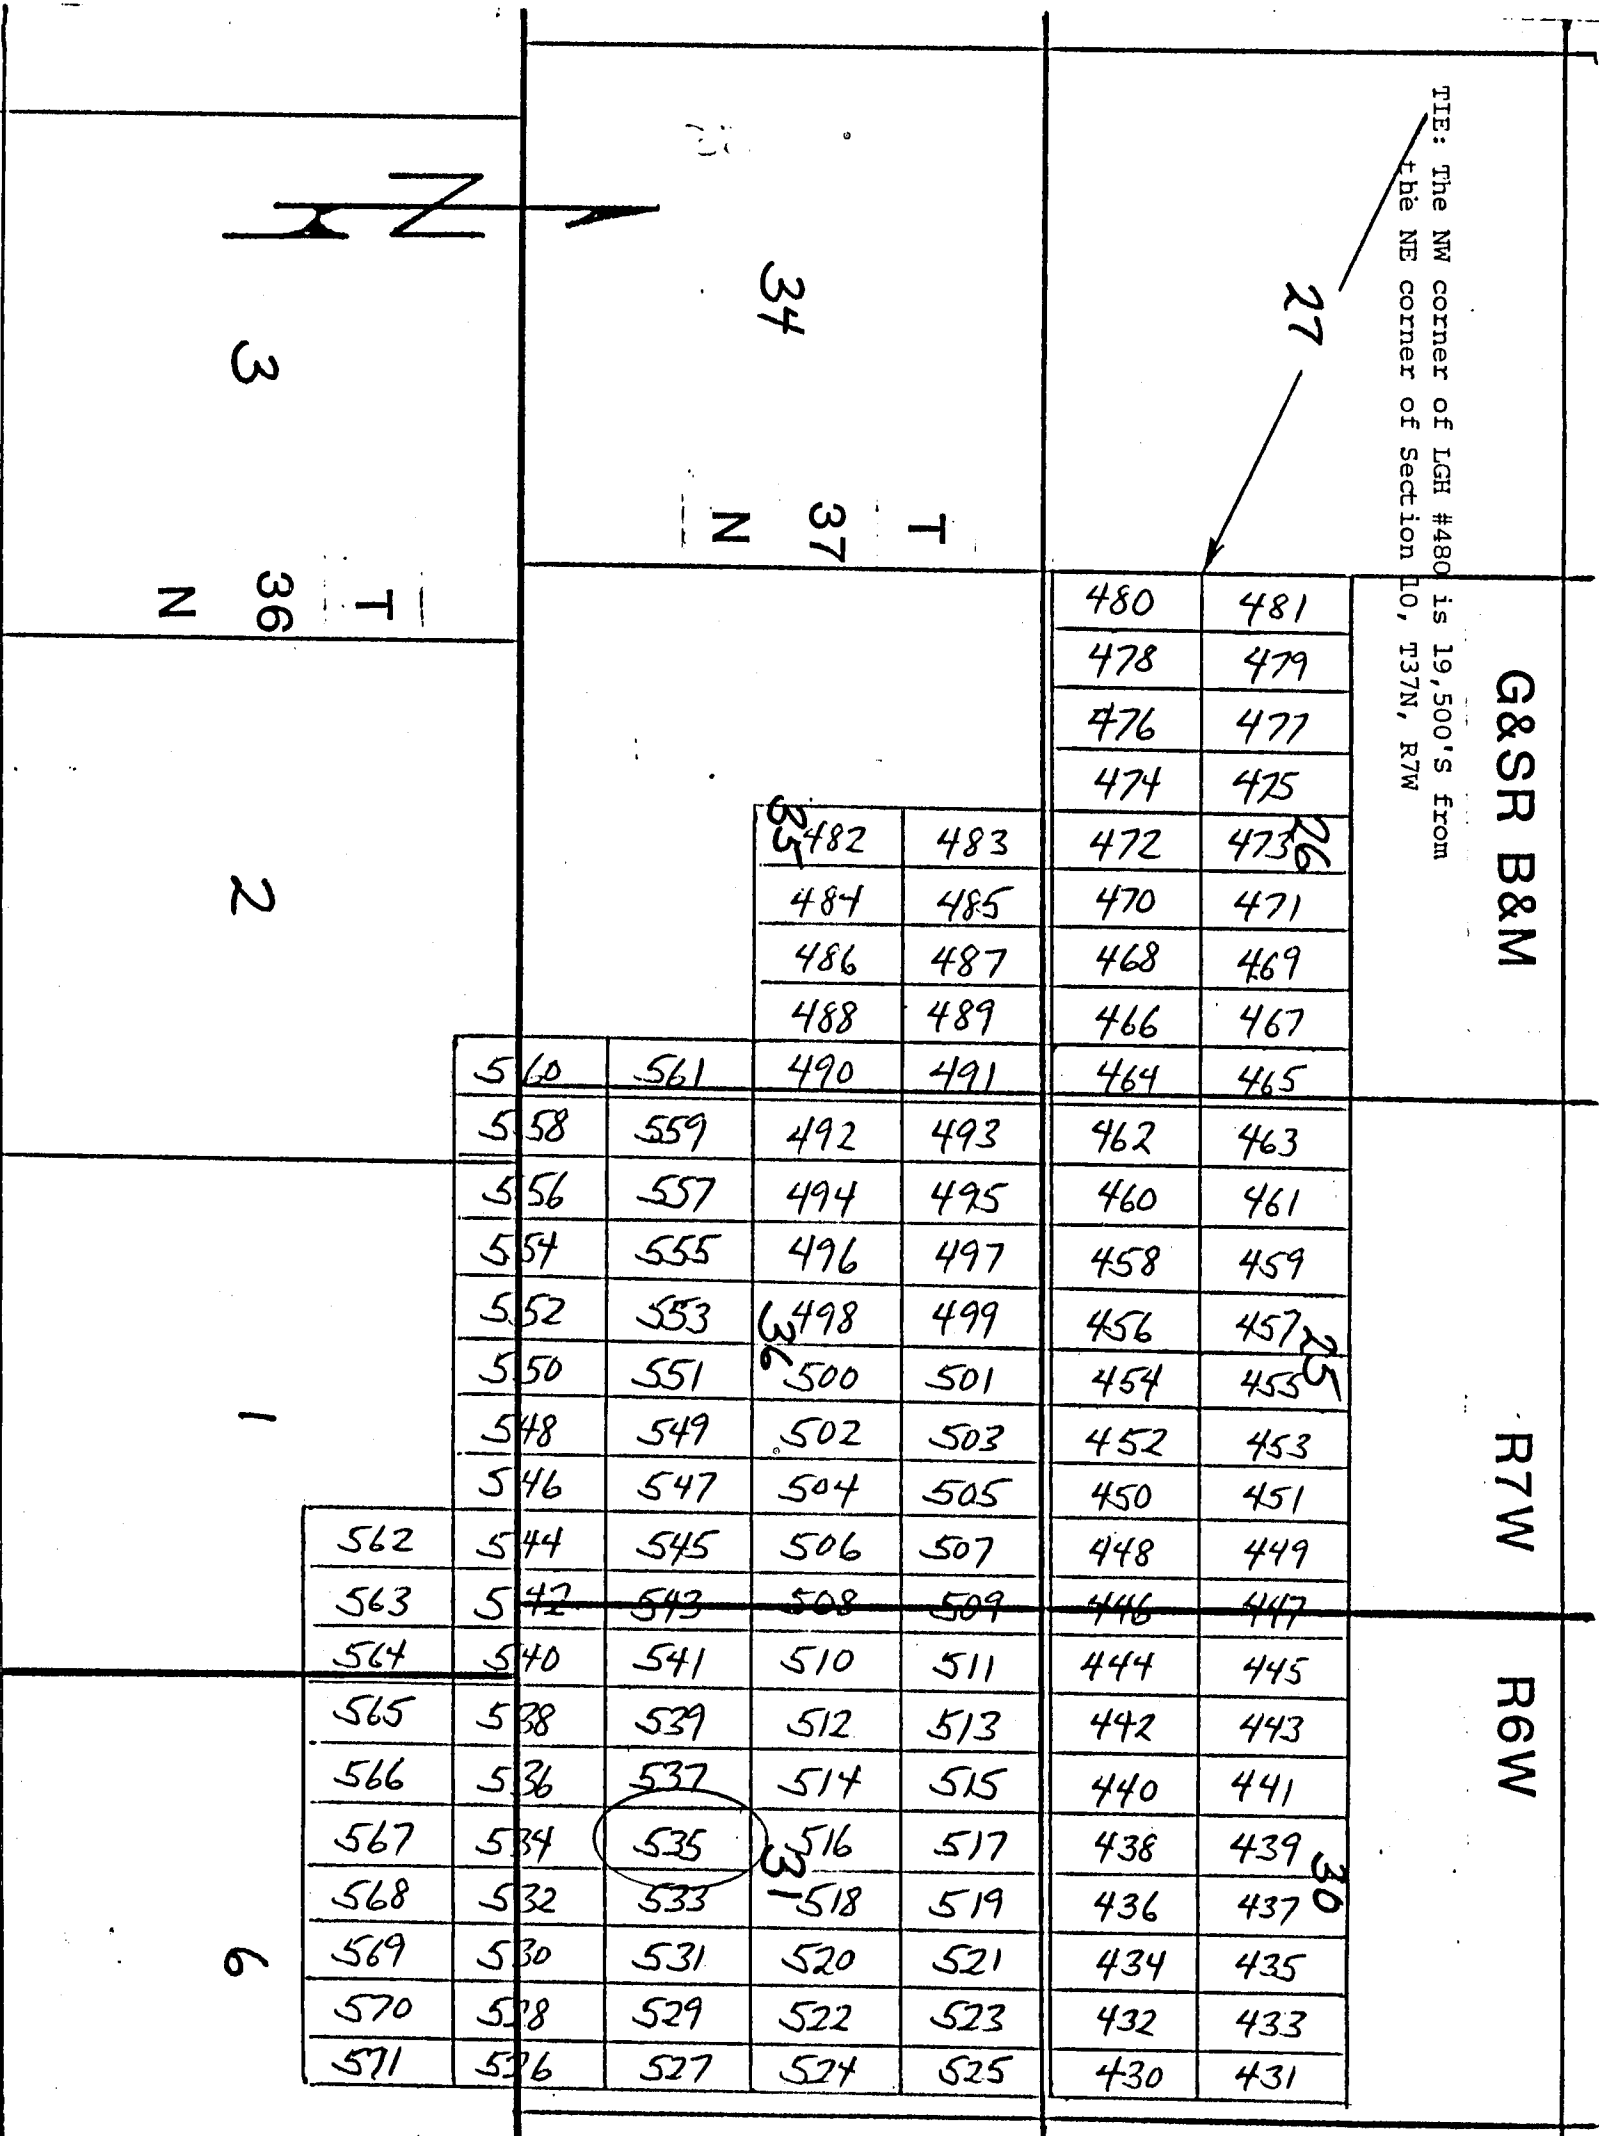 TIE: The NW corner of LGH #480 is 19,500'S from
the NE corner of Section 10, T37N, R7W
G&SR B&M
R7W
R6W
27
34
T
37
N
N
3
T
36
N
2
1
6
26
25
30
35
36
31
480 481
478 479
476 477
474 475
482 483 472 473
484 485 470 471
486 487 468 469
488 489 466 467
560 561 490 491 464 465
558 559 492 493 462 463
556 557 494 495 460 461
554 555 496 497 458 459
552 553 498 499 456 457
550 551 500 501 454 455
548 549 502 503 452 453
546 547 504 505 450 451
562 544 545 506 507 448 449
563 542 543 508 509 446 447
564 540 541 510 511 444 445
565 538 539 512 513 442 443
566 536 537 514 515 440 441
567 534 535 516 517 438 439
568 532 533 518 519 436 437
569 530 531 520 521 434 435
570 528 529 522 523 432 433
571 526 527 524 525 430 431